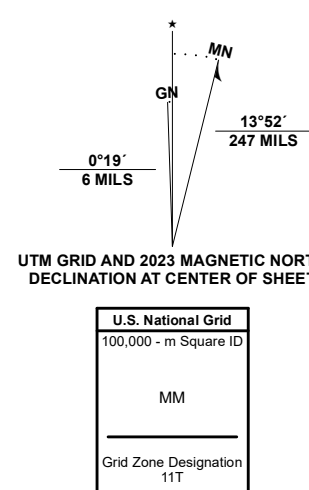 ★
MN
GN
13°52´
247 MILS
0°19´
6 MILS
UTM GRID AND 2023 MAGNETIC NORT
DECLINATION AT CENTER OF SHEET
U.S. National Grid
100,000 - m Square ID
MM
Grid Zone Designation
11T